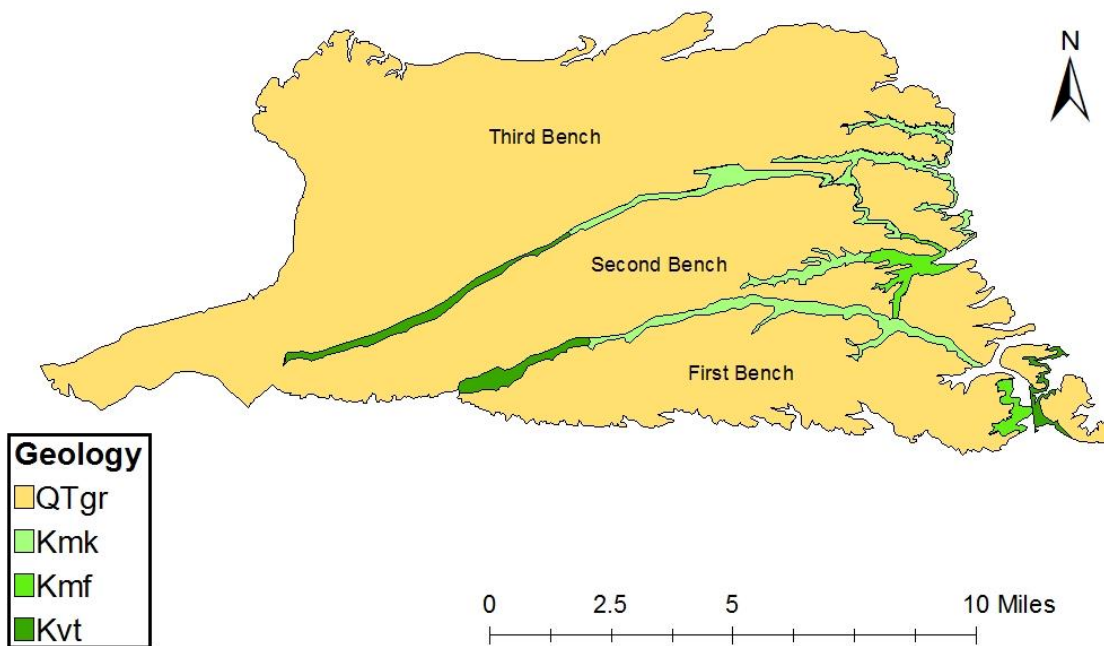 N
Third Bench
Second Bench
First Bench
Geology
QTgr
Kmk
Kmf
Kvt
0 2.5 5 10 Miles